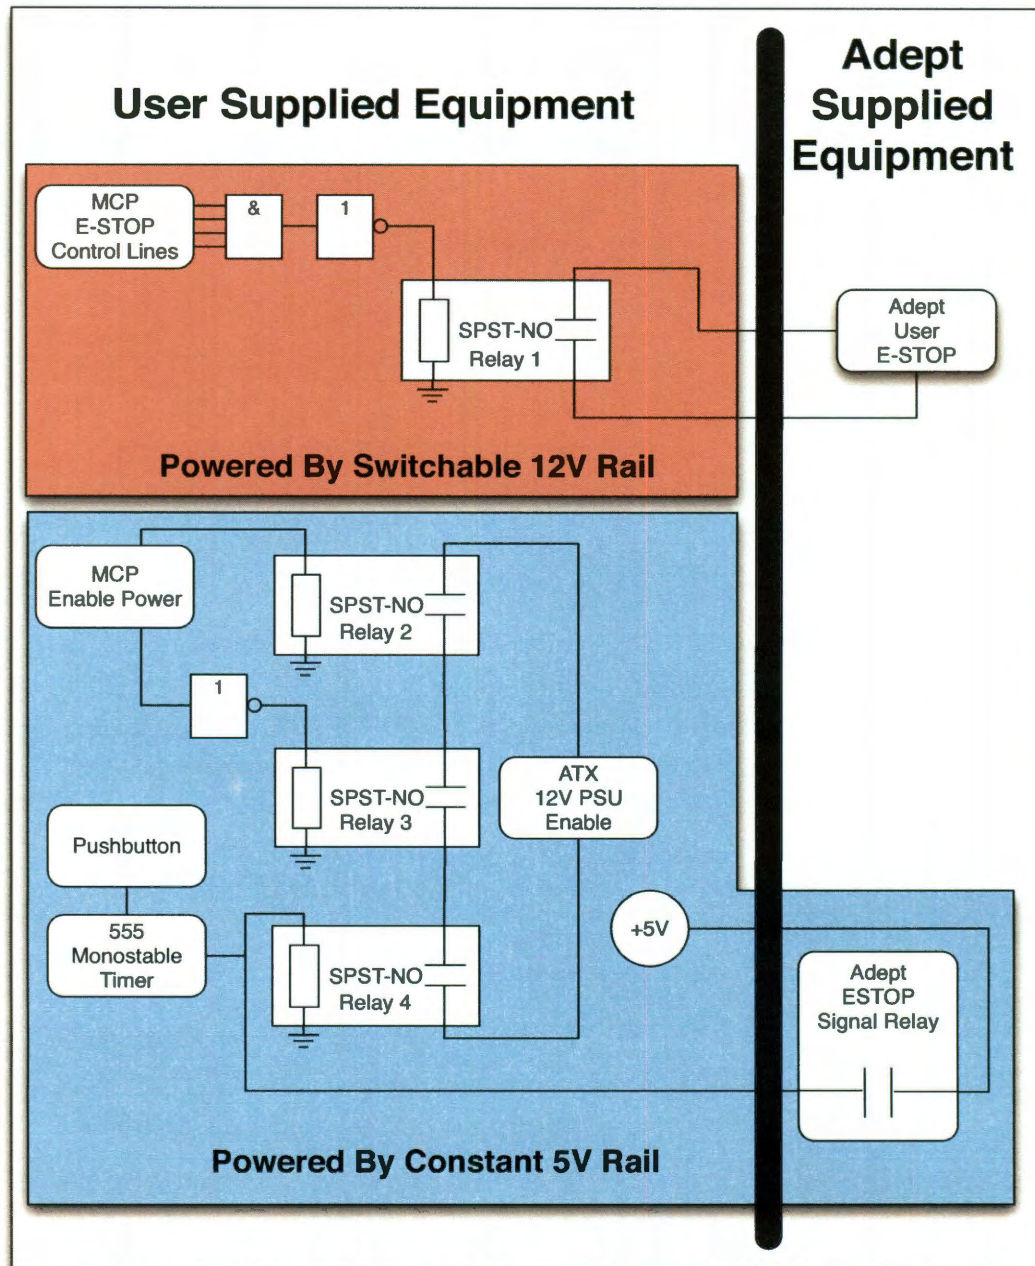 User Supplied Equipment
Adept
Supplied
Equipment
MCP
E-STOP
Control Lines
&
1
SPST-NO
Relay 1
Adept
User
E-STOP
Powered By Switchable 12V Rail
MCP
Enable Power
SPST-NO
Relay 2
1
SPST-NO
Relay 3
ATX
12V PSU
Enable
Pushbutton
555
Monostable
Timer
SPST-NO
Relay 4
+5V
Adept
ESTOP
Signal Relay
Powered By Constant 5V Rail